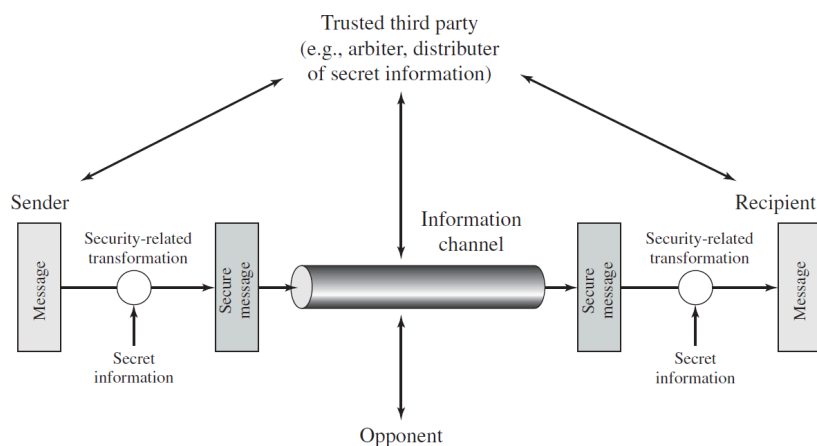 Trusted third party
(e.g., arbiter, distributer
of secret information)
Sender
Recipient
Information
channel
Security-related
transformation
Security-related
transformation
Message
Secure
message
Secure
message
Message
Secret
information
Secret
information
Opponent